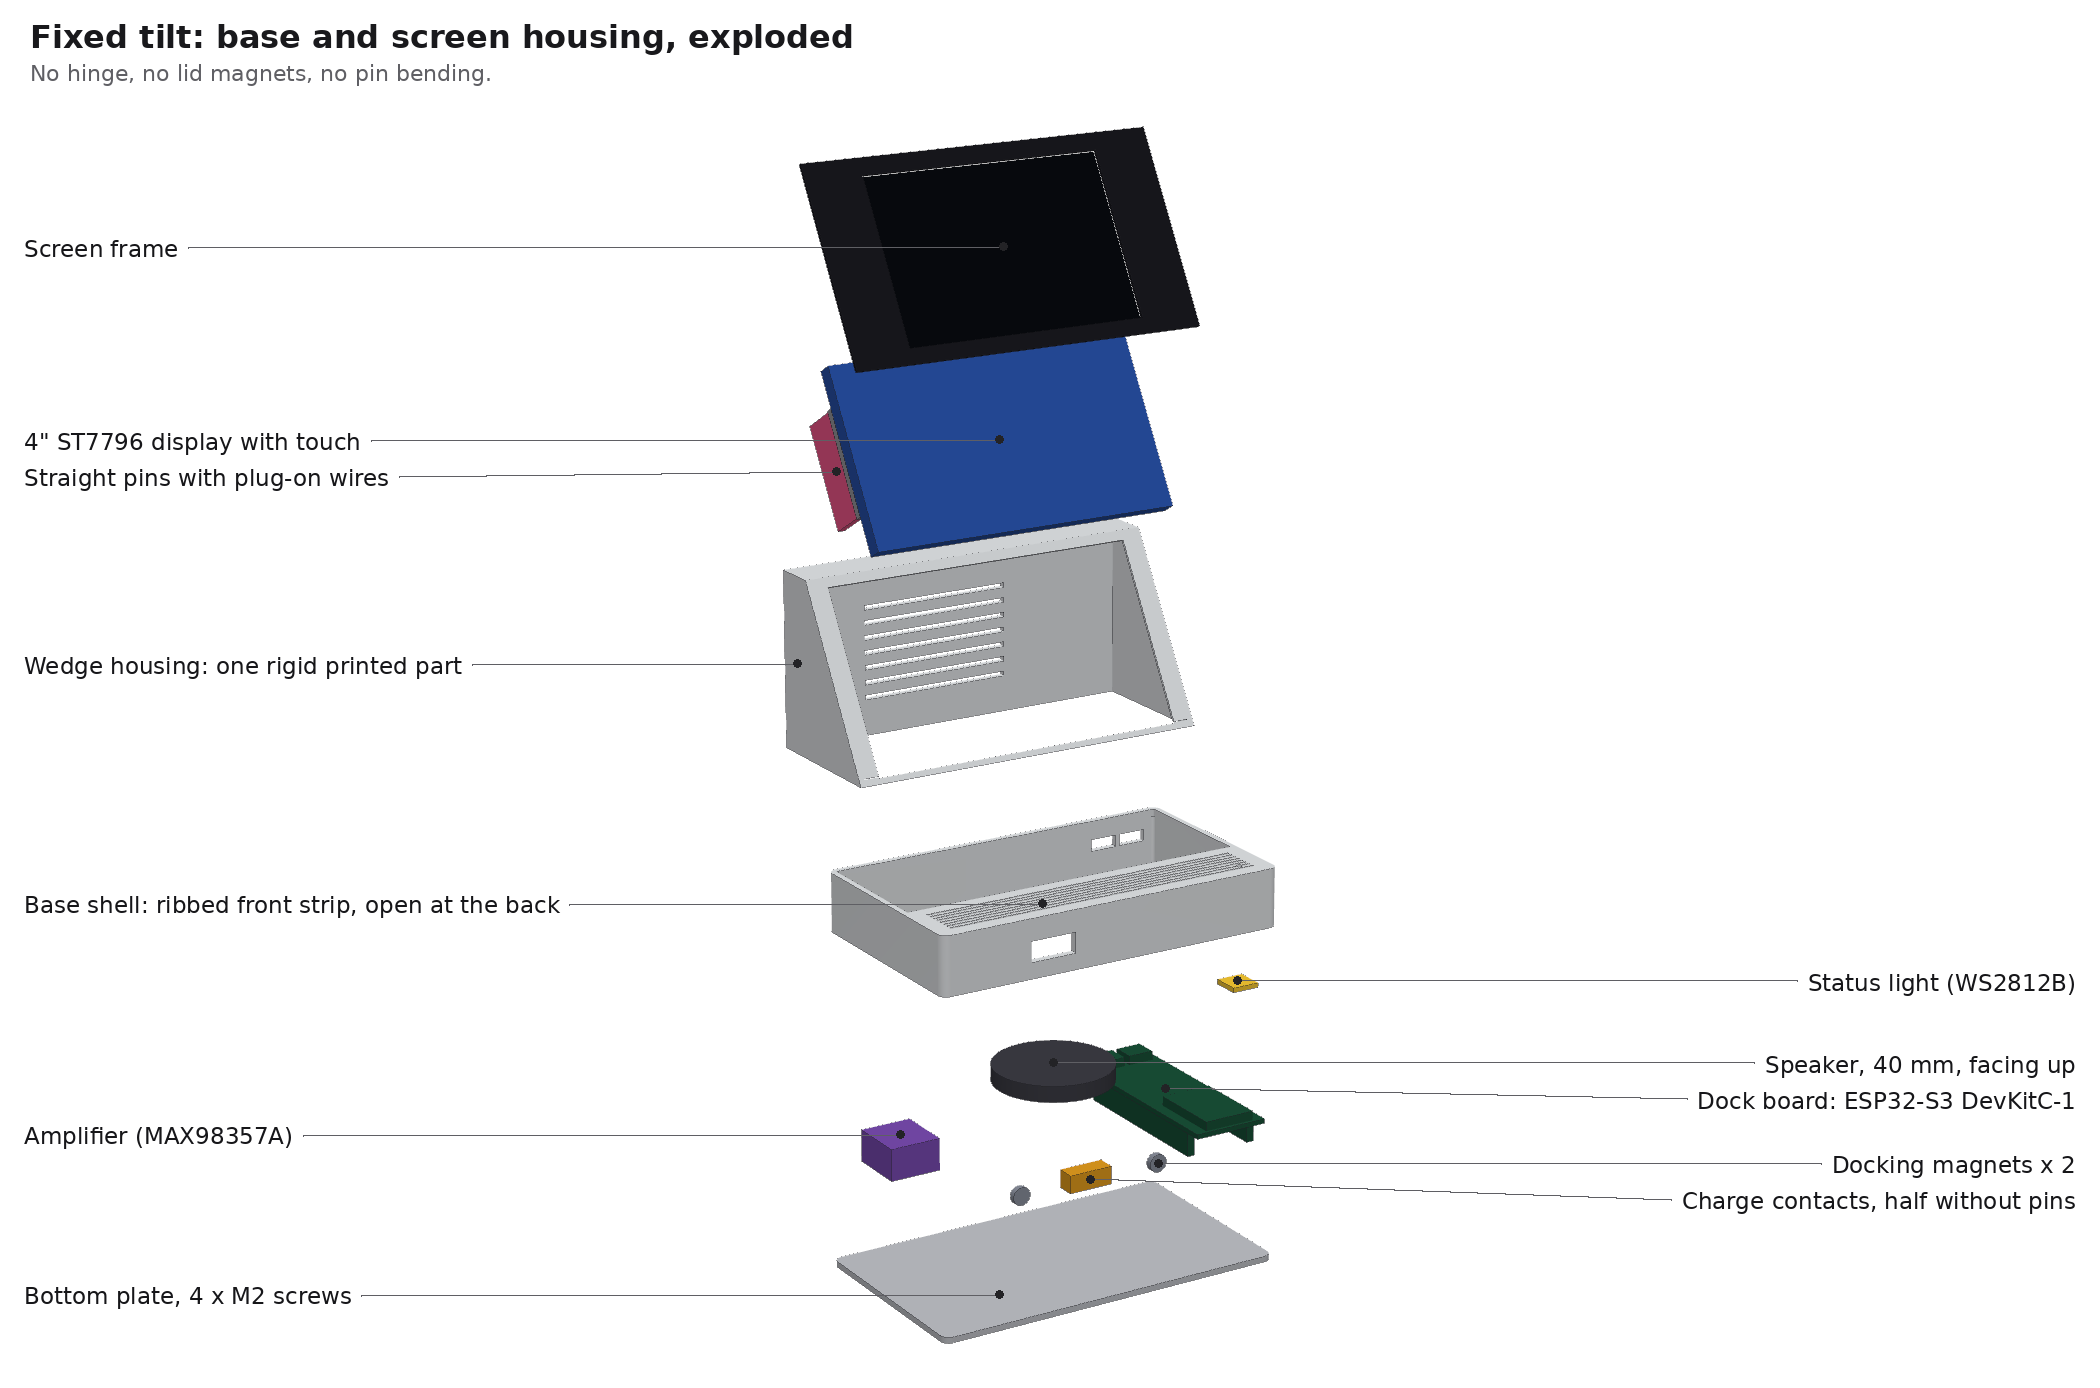 Fixed tilt: base and screen housing, exploded
No hinge, no lid magnets, no pin bending.
Screen frame
4" ST7796 display with touch
Straight pins with plug-on wires
Wedge housing: one rigid printed part
Base shell: ribbed front strip, open at the back
Status light (WS2812B)
Speaker, 40 mm, facing up
Dock board: ESP32-S3 DevKitC-1
Amplifier (MAX98357A)
Docking magnets x 2
Charge contacts, half without pins
Bottom plate, 4 x M2 screws